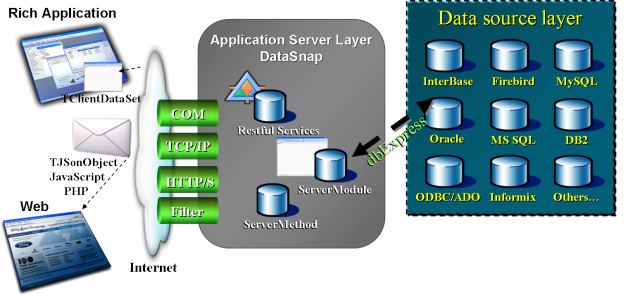 Rich Application
TClientDataSet
TJSonObject
JavaScript
PHP
Web
Internet
COM
TCP/IP
HTTP/S
Filter
Application Server Layer
DataSnap
Restful Services
ServerModule
ServerMethod
dbExpress
Data source layer
InterBase
Firebird
MySQL
Oracle
MS SQL
DB2
ODBC/ADO
Informix
Others...